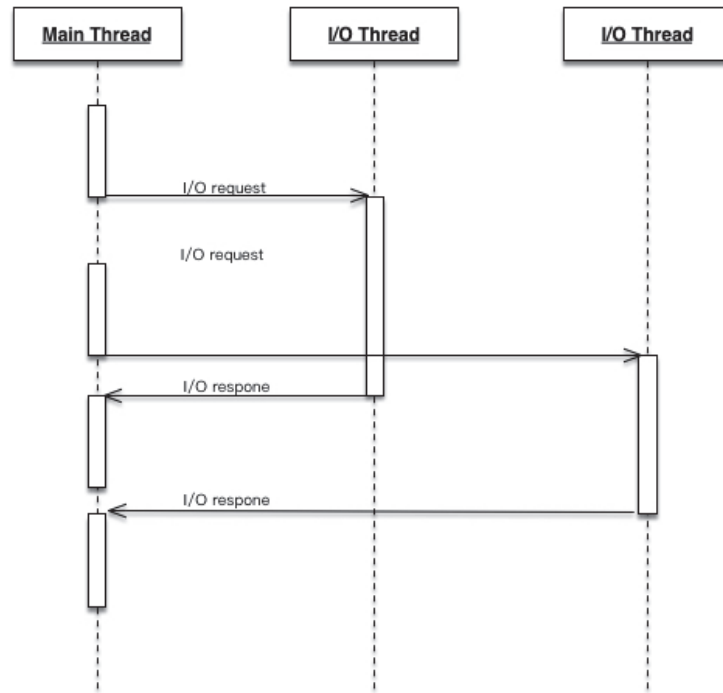 Main Thread
I/O Thread
I/O Thread
I/O request
I/O request
I/O respone
I/O respone